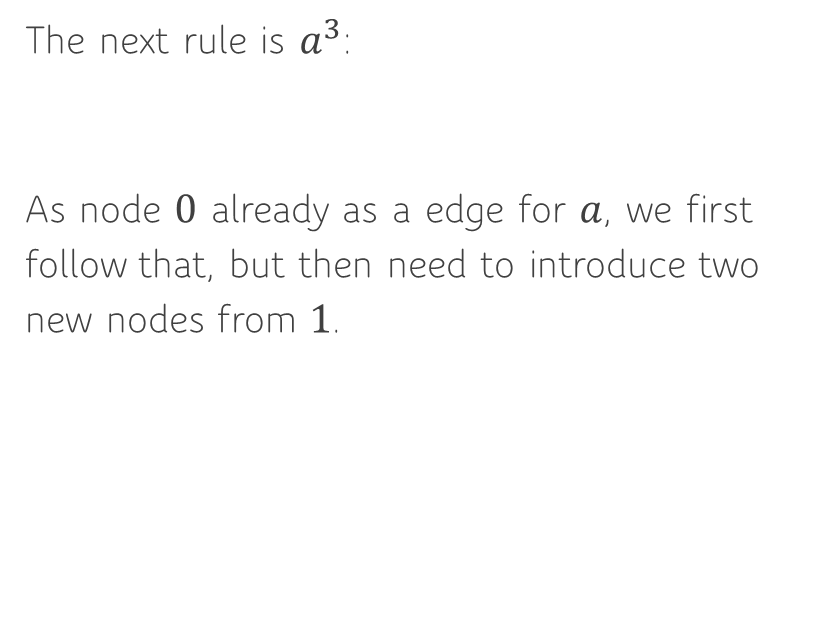 The next rule is a³:
As node 0 already as a edge for a, we first
follow that, but then need to introduce two
new nodes from 1.